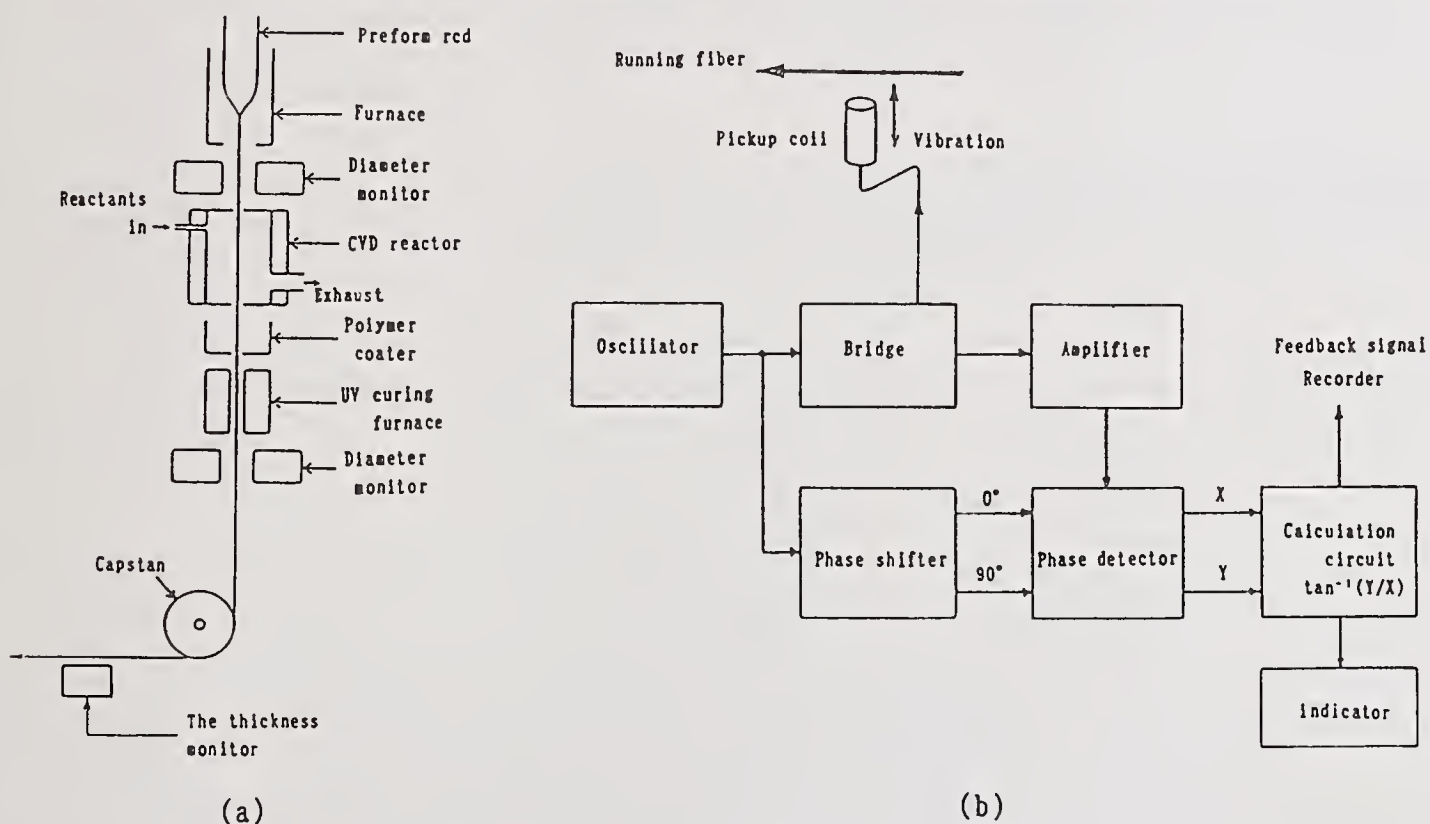 Preform rcd
Furnace
Diameter
monitor
Reactants
in
CVD reactor
Exhaust
Polymer
coater
UV curing
furnace
Diameter
monitor
Capstan
The thickness
monitor
(a)
Running fiber
Pickup coil
Vibration
Oscillator
Bridge
Amplifier
Feedback signal
Recorder
Phase shifter
0°
90°
Phase detector
X
Y
Calculation
circuit
tan⁻¹(Y/X)
indicator
(b)